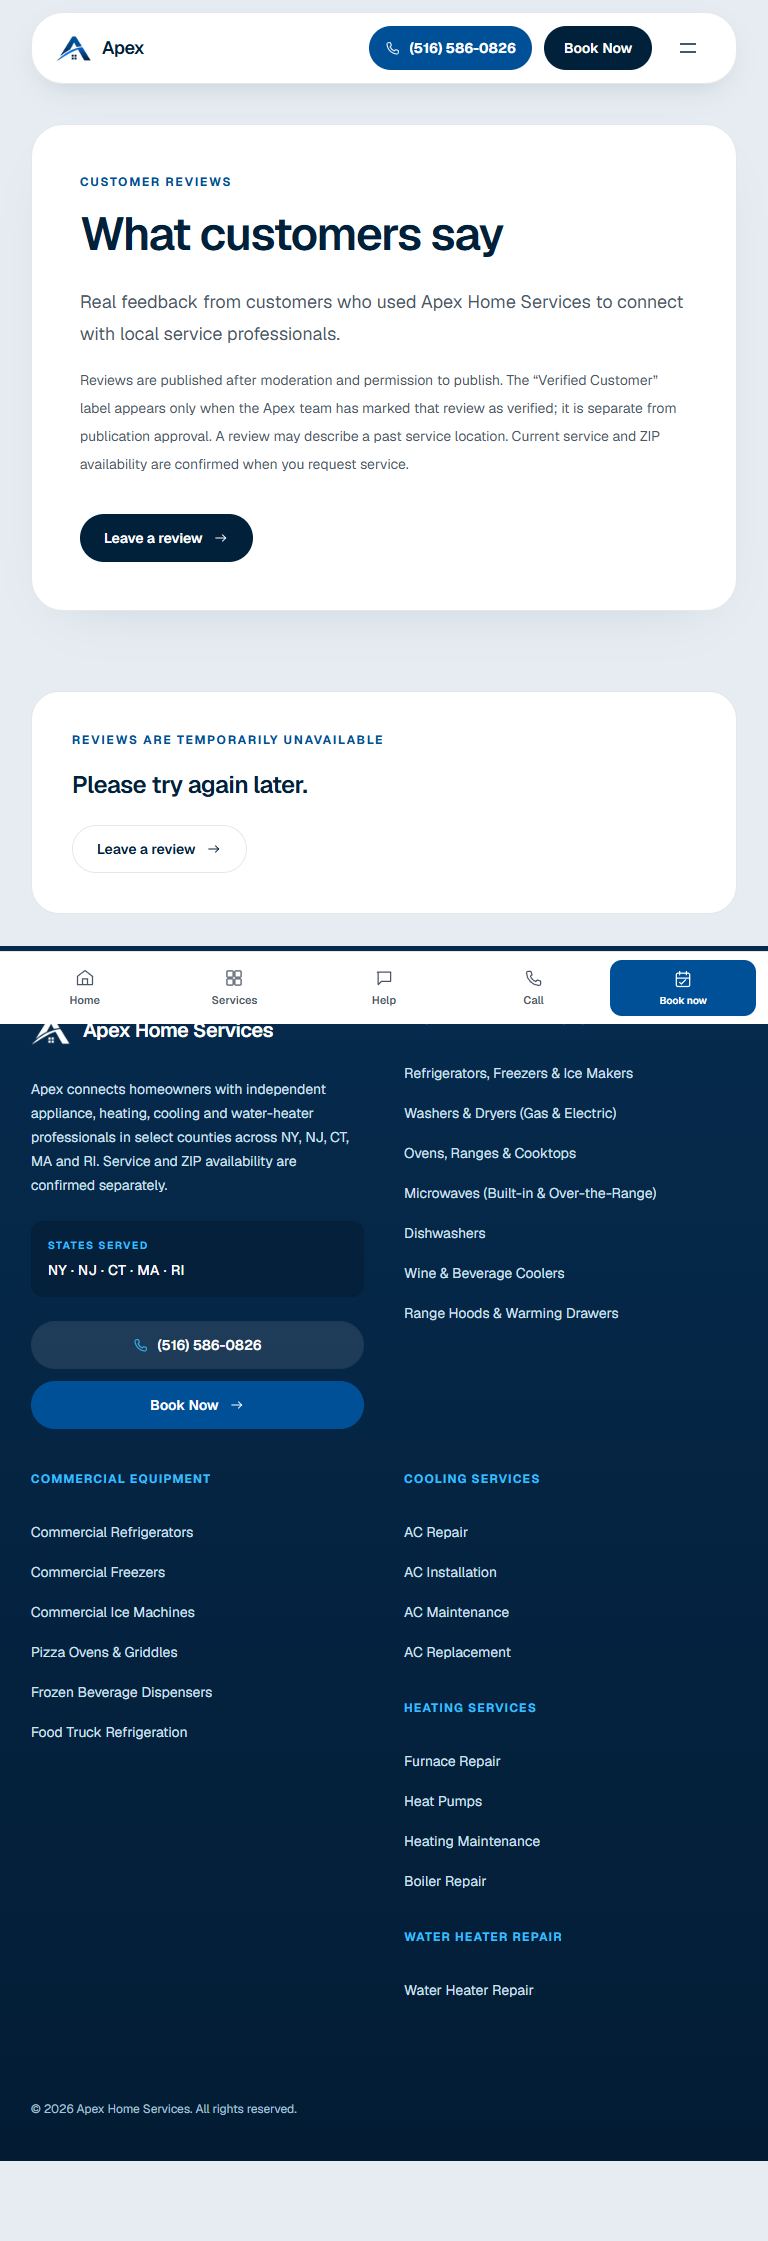 Apex
(516) 586-0826
Book Now
CUSTOMER REVIEWS
What customers say
Real feedback from customers who used Apex Home Services to connect
with local service professionals.
Reviews are published after moderation and permission to publish. The “Verified Customer”
label appears only when the Apex team has marked that review as verified; it is separate from
publication approval. A review may describe a past service location. Current service and ZIP
availability are confirmed when you request service.
Leave a review
REVIEWS ARE TEMPORARILY UNAVAILABLE
Please try again later.
Leave a review
Home
Services
Help
Call
Book now
Apex Home Services
Apex connects homeowners with independent
appliance, heating, cooling and water-heater
professionals in select counties across NY, NJ, CT,
MA and RI. Service and ZIP availability are
confirmed separately.
STATES SERVED
NY · NJ · CT · MA · RI
(516) 586-0826
Book Now
Refrigerators, Freezers & Ice Makers
Washers & Dryers (Gas & Electric)
Ovens, Ranges & Cooktops
Microwaves (Built-in & Over-the-Range)
Dishwashers
Wine & Beverage Coolers
Range Hoods & Warming Drawers
COMMERCIAL EQUIPMENT
Commercial Refrigerators
Commercial Freezers
Commercial Ice Machines
Pizza Ovens & Griddles
Frozen Beverage Dispensers
Food Truck Refrigeration
COOLING SERVICES
AC Repair
AC Installation
AC Maintenance
AC Replacement
HEATING SERVICES
Furnace Repair
Heat Pumps
Heating Maintenance
Boiler Repair
WATER HEATER REPAIR
Water Heater Repair
© 2026 Apex Home Services. All rights reserved.